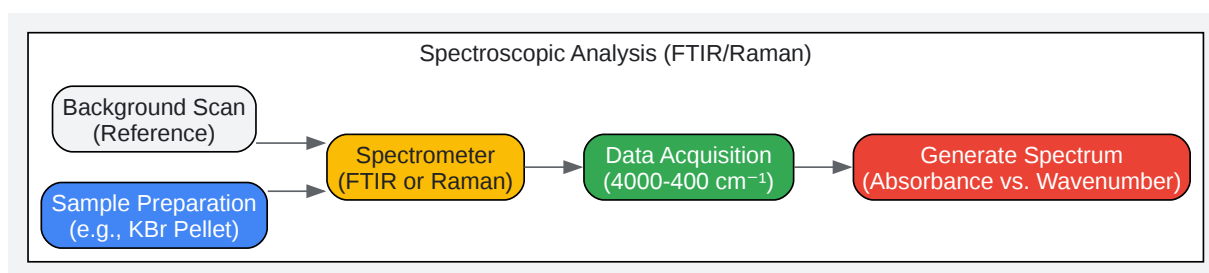 Spectroscopic Analysis (FTIR/Raman)
Background Scan
(Reference)
Sample Preparation
(e.g., KBr Pellet)
Spectrometer
(FTIR or Raman)
Data Acquisition
(4000-400 cm⁻¹)
Generate Spectrum
(Absorbance vs. Wavenumber)